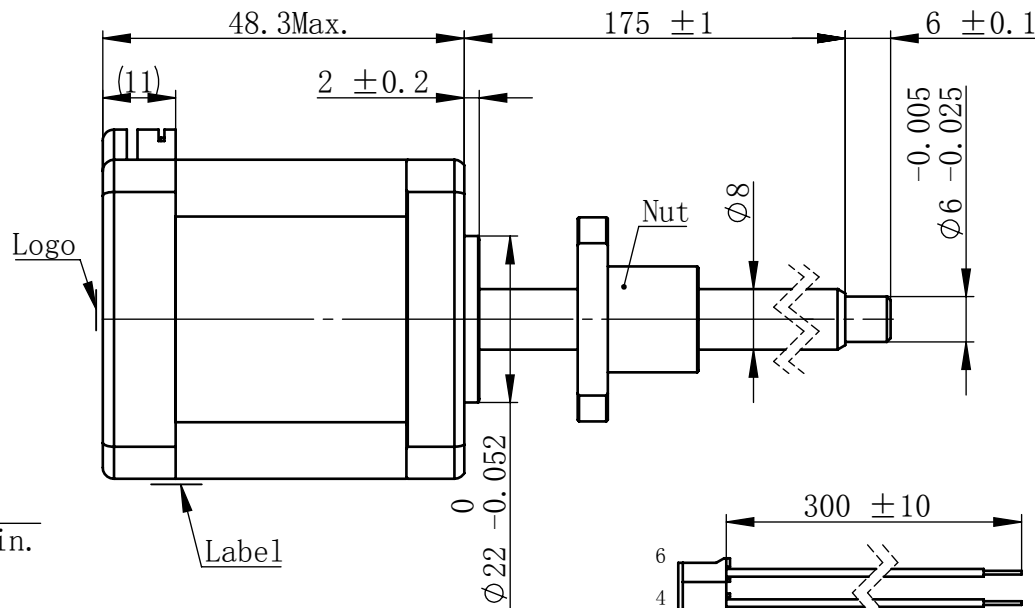 48.3Max.
175 ±1
6 ±0.1
(11)
2 ±0.2
-0.005
ϕ6 -0.025
ϕ8
Nut
Logo
0
ϕ22 -0.052
in.
Label
300 ±10
6
4